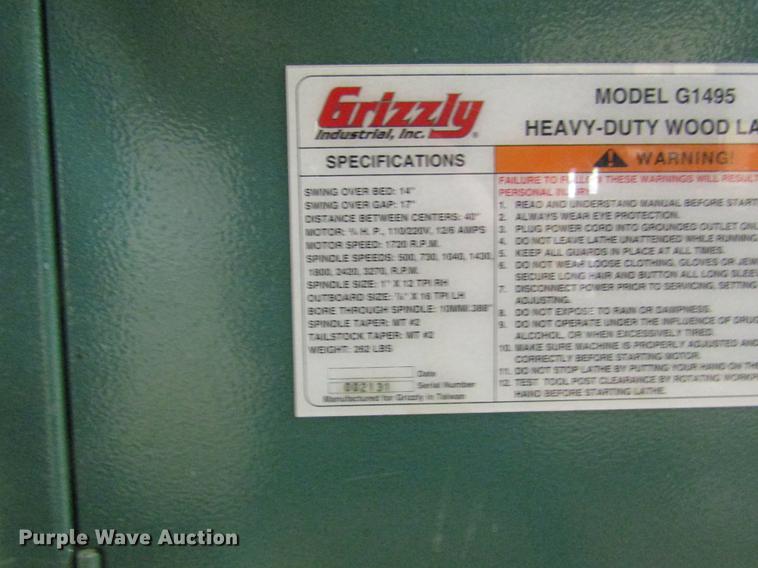 Grizzly
Industrial, Inc. ®
SPECIFICATIONS
SWING OVER BED: 14"
SWING OVER GAP: 17"
DISTANCE BETWEEN CENTERS: 40"
MOTOR: ¾ H. P., 110/220V, 12/6 AMPS
MOTOR SPEED: 1720 R.P.M.
SPINDLE SPEEDS: 500, 730, 1040, 1430,
1800, 2420, 3270, R.P.M.
SPINDLE SIZE: 1" X 12 TPI RH
OUTBOARD SIZE: ⅞" X 16 TPI LH
BORE THROUGH SPINDLE: 10MM/.388"
SPINDLE TAPER: MT #2
TAILSTOCK TAPER: MT #2
WEIGHT: 262 LBS
Date
002131 Serial Number
Manufactured for Grizzly in Taiwan
MODEL G1495
HEAVY-DUTY WOOD LA
WARNING!
FAILURE TO FOLLOW THESE WARNINGS WILL RESULT
PERSONAL INJURY
1. READ AND UNDERSTAND MANUAL BEFORE START
2. ALWAYS WEAR EYE PROTECTION.
3. PLUG POWER CORD INTO GROUNDED OUTLET ONL
4. DO NOT LEAVE LATHE UNATTENDED WHILE RUNNING
5. KEEP ALL GUARDS IN PLACE AT ALL TIMES.
6. DO NOT WEAR LOOSE CLOTHING, GLOVES OR JEW
SECURE LONG HAIR AND BUTTON ALL LONG SLEE
7. DISCONNECT POWER PRIOR TO SERVICING, SETTING
ADJUSTING.
8. DO NOT EXPOSE TO RAIN OR DAMPNESS.
9. DO NOT OPERATE UNDER THE INFLUENCE OF DRUG
ALCOHOL, OR WHEN EXCESSIVELY TIRED.
10. MAKE SURE MACHINE IS PROPERLY ADJUSTED AND
CORRECTLY BEFORE STARTING MOTOR.
11. DO NOT STOP LATHE BY PUTTING YOUR HAND ON TH
12. TEST TOOL POST CLEARANCE BY ROTATING WORKP
HAND BEFORE STARTING LATHE.
Purple Wave Auction